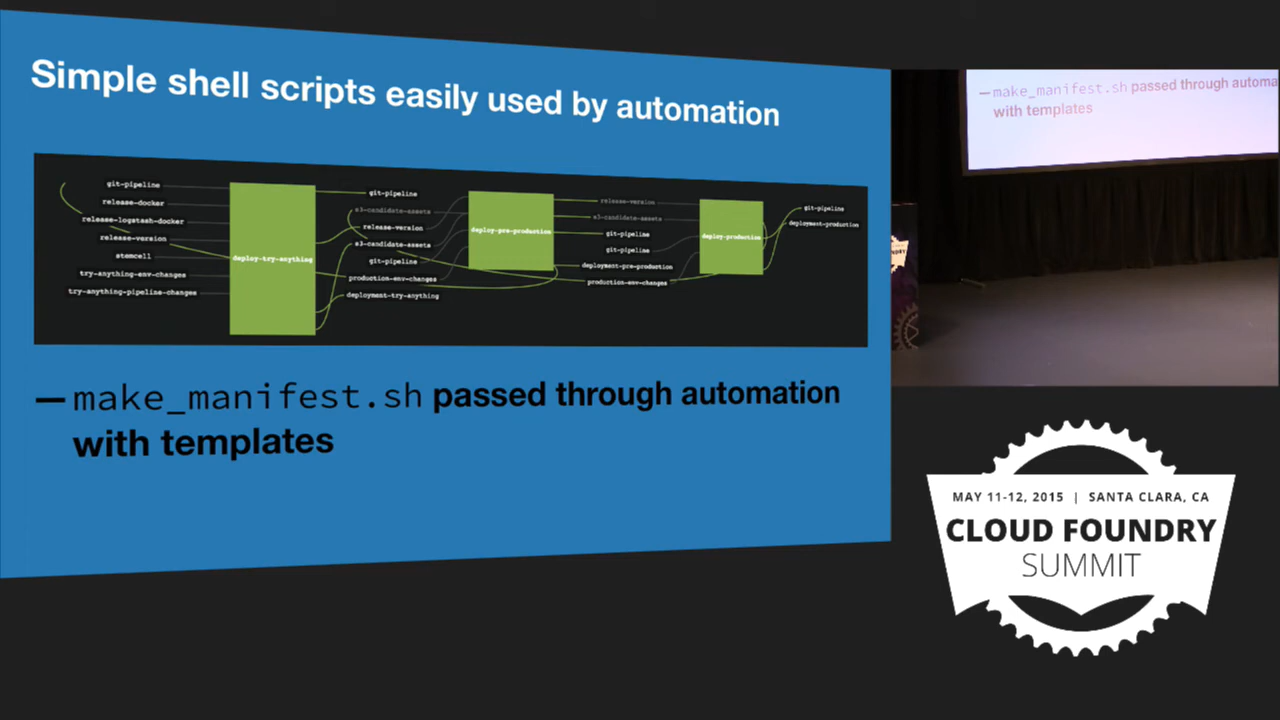 Simple shell scripts easily used by automation
git-pipeline
release-docker
release-logstash-docker
release-version
stemcell
try-anything-env-changes
try-anything-pipeline-changes
deploy-try-anything
git-pipeline
s3-candidate-assets
release-version
s3-candidate-assets
git-pipeline
production-env-changes
deployment-try-anything
deploy-pre-production
release-version
s3-candidate-assets
git-pipeline
git-pipeline
deployment-pre-production
production-env-changes
deploy-production
git-pipeline
deployment-production
— make_manifest.sh passed through automation
with templates
— make_manifest.sh passed through automa
with templates
MAY 11-12, 2015 | SANTA CLARA, CA
CLOUD FOUNDRY
SUMMIT